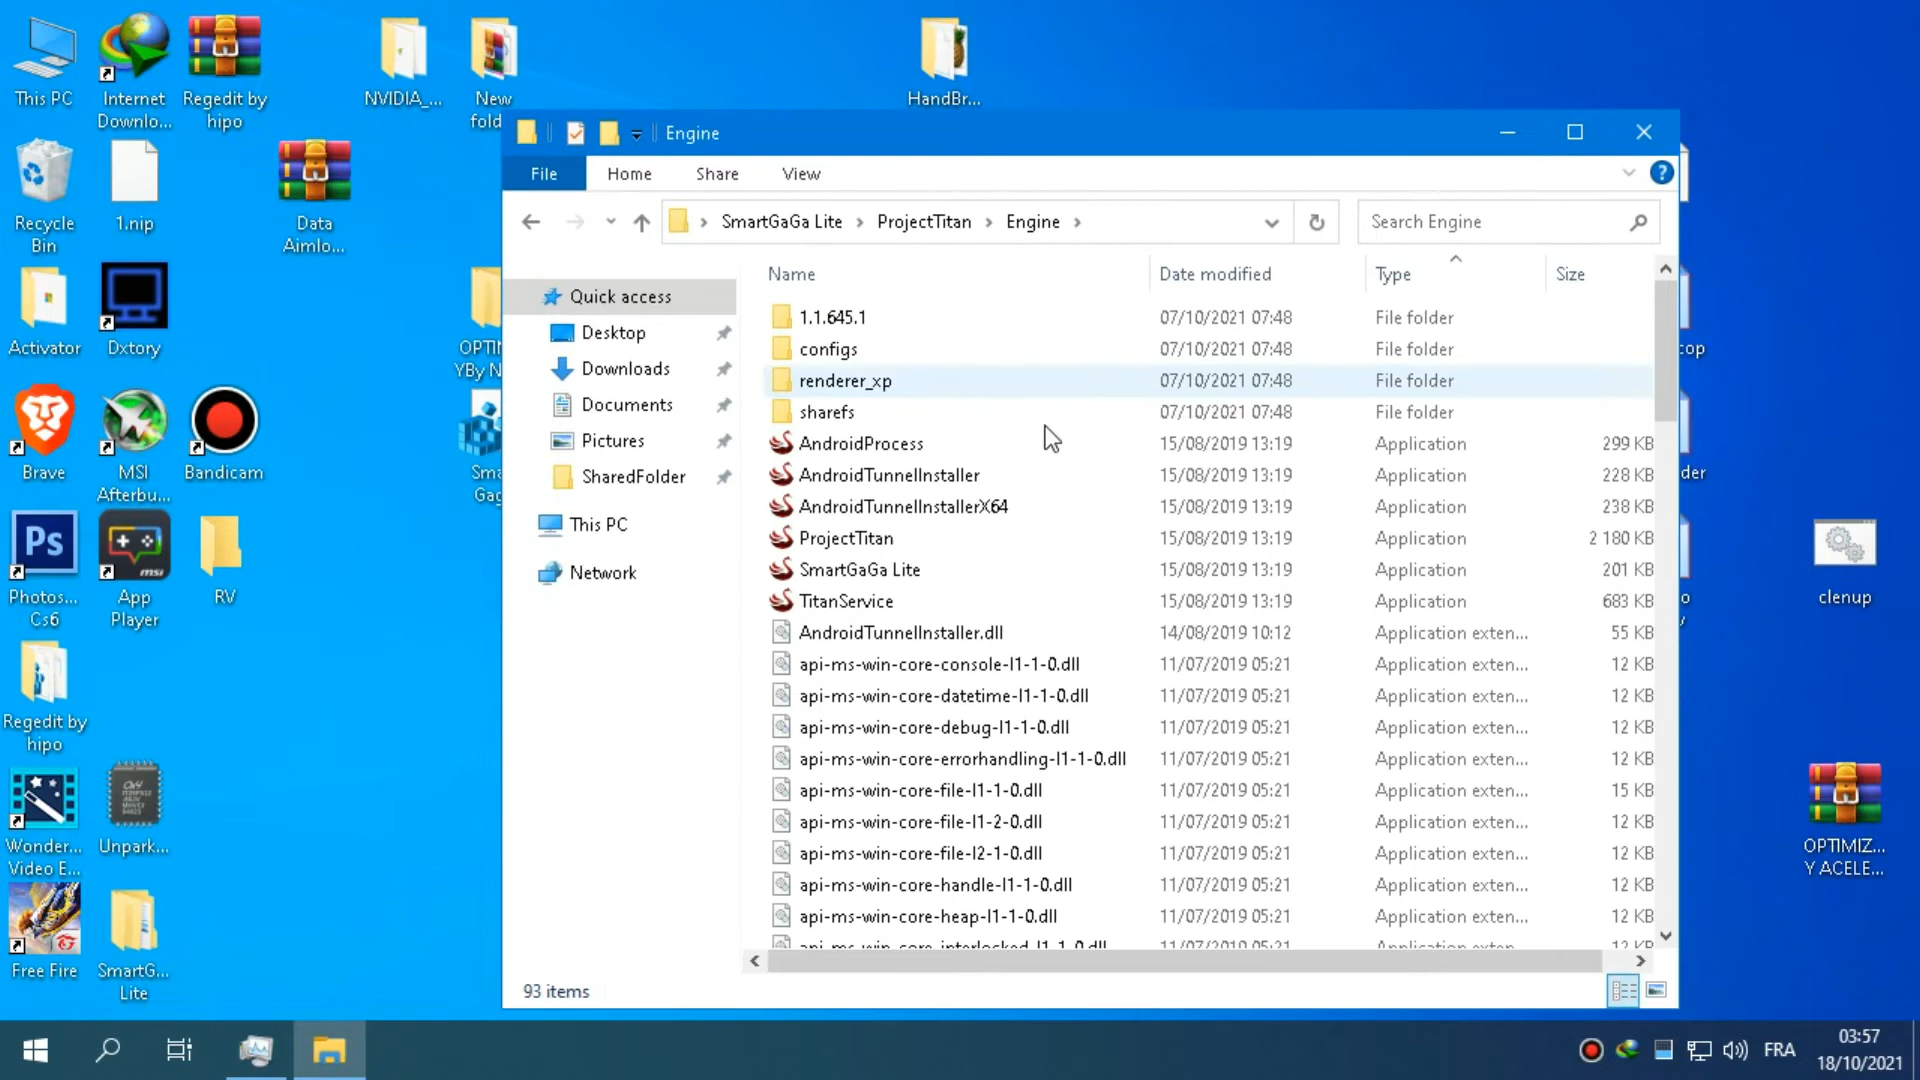 This PC
Internet
Downlo...
Regedit by
hipo
NVIDIA_...
New
fold
HandBr...
Recycle
Bin
1.nip
Data
Aimlo...
Activator
Dxtory
OPTI
YBy N
Brave
MSI
Afterbu...
Bandicam
Sma
Gag
Ps
Photos...
Cs6
msi
App
Player
RV
Regedit by
hipo
Wonder...
Video E...
Unpark...
Free Fire
SmartG...
Lite
cop
der
o
y
clenup
OPTIMIZ...
Y ACELE...
Engine
File
Home
Share
View
SmartGaGa Lite
ProjectTitan
Engine
Search Engine
Quick access
Desktop
Downloads
Documents
Pictures
SharedFolder
This PC
Network
Name Date modified Type Size
1.1.645.1 07/10/2021 07:48 File folder
configs 07/10/2021 07:48 File folder
renderer_xp 07/10/2021 07:48 File folder
sharefs 07/10/2021 07:48 File folder
AndroidProcess 15/08/2019 13:19 Application 299 KB
AndroidTunnelInstaller 15/08/2019 13:19 Application 228 KB
AndroidTunnelInstallerX64 15/08/2019 13:19 Application 238 KB
ProjectTitan 15/08/2019 13:19 Application 2 180 KB
SmartGaGa Lite 15/08/2019 13:19 Application 201 KB
TitanService 15/08/2019 13:19 Application 683 KB
AndroidTunnelInstaller.dll 14/08/2019 10:12 Application exten... 55 KB
api-ms-win-core-console-l1-1-0.dll 11/07/2019 05:21 Application exten... 12 KB
api-ms-win-core-datetime-l1-1-0.dll 11/07/2019 05:21 Application exten... 12 KB
api-ms-win-core-debug-l1-1-0.dll 11/07/2019 05:21 Application exten... 12 KB
api-ms-win-core-errorhandling-l1-1-0.dll 11/07/2019 05:21 Application exten... 12 KB
api-ms-win-core-file-l1-1-0.dll 11/07/2019 05:21 Application exten... 15 KB
api-ms-win-core-file-l1-2-0.dll 11/07/2019 05:21 Application exten... 12 KB
api-ms-win-core-file-l2-1-0.dll 11/07/2019 05:21 Application exten... 12 KB
api-ms-win-core-handle-l1-1-0.dll 11/07/2019 05:21 Application exten... 12 KB
api-ms-win-core-heap-l1-1-0.dll 11/07/2019 05:21 Application exten... 12 KB
api-ms-win-core-interlocked-l1-1-0.dll 11/07/2019 05:21 Application exten... 12 KB
93 items
FRA
03:57
18/10/2021